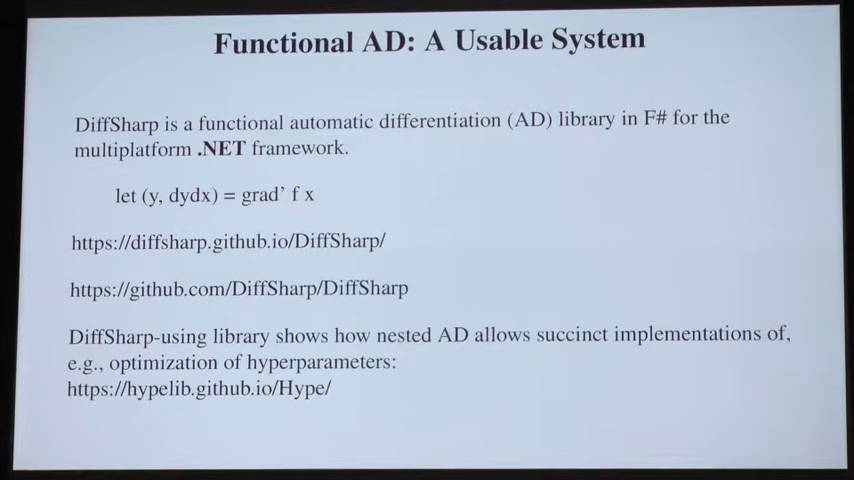 Functional AD: A Usable System
DiffSharp is a functional automatic differentiation (AD) library in F# for the
multiplatform .NET framework.
let (y, dydx) = grad’ f x
https://diffsharp.github.io/DiffSharp/
https://github.com/DiffSharp/DiffSharp
DiffSharp-using library shows how nested AD allows succinct implementations of,
e.g., optimization of hyperparameters:
https://hypelib.github.io/Hype/